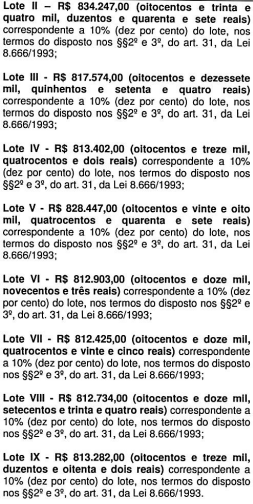 Lote II – R$ 834.247,00 (oitocentos e trinta e
quatro mil, duzentos e quarenta e sete reais)
correspondente a 10% (dez por cento) do lote, nos
termos do disposto nos §§2º e 3º, do art. 31, da Lei
8.666/1993;
Lote III - R$ 817.574,00 (oitocentos e dezessete
mil, quinhentos e setenta e quatro reais)
correspondente a 10% (dez por cento) do lote, nos
termos do disposto nos §§2º e 3º, do art. 31, da Lei
8.666/1993;
Lote IV - R$ 813.402,00 (oitocentos e treze mil,
quatrocentos e dois reais) correspondente a 10%
(dez por cento) do lote, nos termos do disposto nos
§§2º e 3º, do art. 31, da Lei 8.666/1993;
Lote V - R$ 828.447,00 (oitocentos e vinte e oito
mil, quatrocentos e quarenta e sete reais)
correspondente a 10% (dez por cento) do lote, nos
termos do disposto nos §§2º e 3º, do art. 31, da Lei
8.666/1993;
Lote VI - R$ 812.903,00 (oitocentos e doze mil,
novecentos e três reais) correspondente a 10% (dez
por cento) do lote, nos termos do disposto nos §§2º e
3º, do art. 31, da Lei 8.666/1993;
Lote VII - R$ 812.425,00 (oitocentos e doze mil,
quatrocentos e vinte e cinco reais) correspondente
a 10% (dez por cento) do lote, nos termos do disposto
nos §§2º e 3º, do art. 31, da Lei 8.666/1993;
Lote VIII - R$ 812.734,00 (oitocentos e doze mil,
setecentos e trinta e quatro reais) correspondente a
10% (dez por cento) do lote, nos termos do disposto
nos §§2º e 3º, do art. 31, da Lei 8.666/1993;
Lote IX - R$ 813.282,00 (oitocentos e treze mil,
duzentos e oitenta e dois reais) correspondente a
10% (dez por cento) do lote, nos termos do disposto
nos §§2º e 3º, do art. 31, da Lei 8.666/1993.